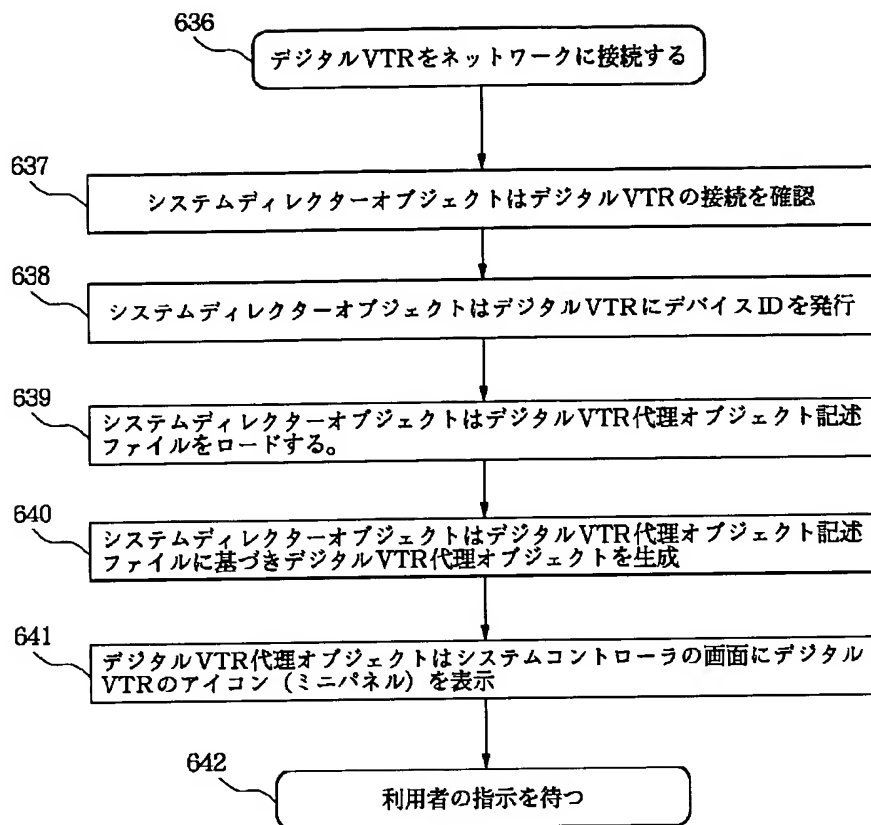 636
デジタルVTRをネットワークに接続する
637
システムディレクターオブジェクトはデジタルVTRの接続を確認
638
システムディレクターオブジェクトはデジタルVTRにデバイスIDを発行
639
システムディレクターオブジェクトはデジタルVTR代理オブジェクト記述
ファイルをロードする。
640
システムディレクターオブジェクトはデジタルVTR代理オブジェクト記述
ファイルに基づきデジタルVTR代理オブジェクトを生成
641
デジタルVTR代理オブジェクトはシステムコントローラの画面にデジタル
VTRのアイコン（ミニパネル）を表示
642
利用者の指示を待つ